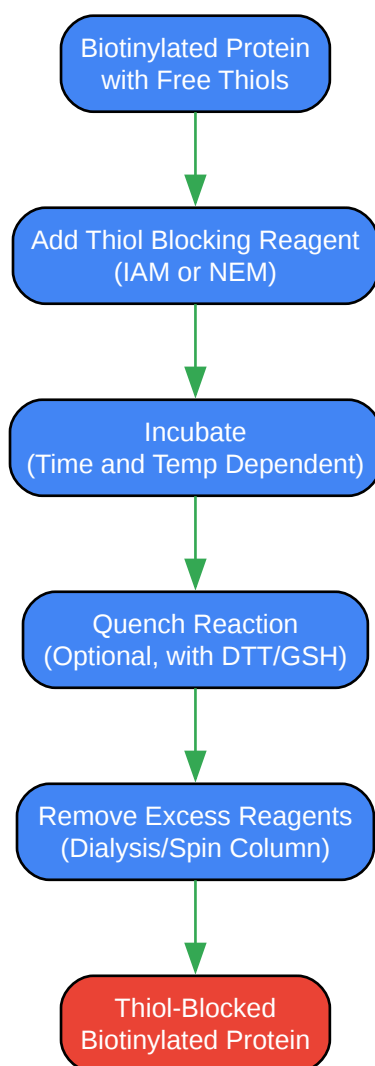 Biotinylated Protein
with Free Thiols
Add Thiol Blocking Reagent
(IAM or NEM)
Incubate
(Time and Temp Dependent)
Quench Reaction
(Optional, with DTT/GSH)
Remove Excess Reagents
(Dialysis/Spin Column)
Thiol-Blocked
Biotinylated Protein